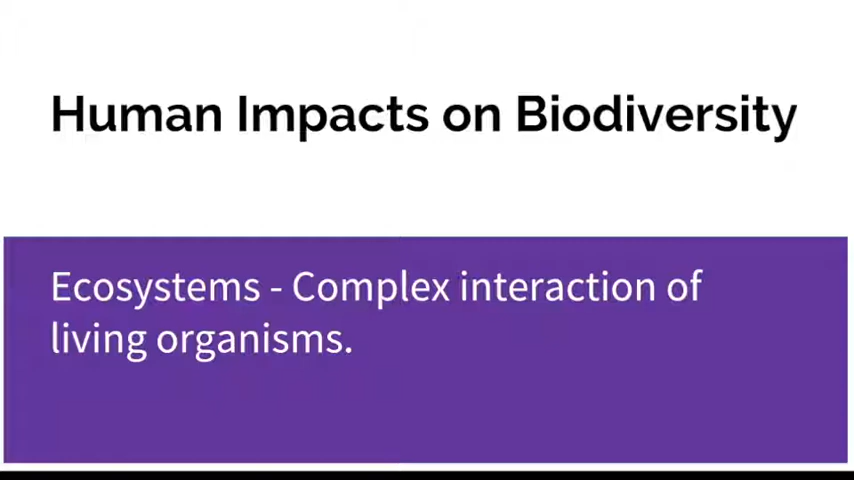 Human Impacts on Biodiversity
Ecosystems - Complex interaction of
living organisms.